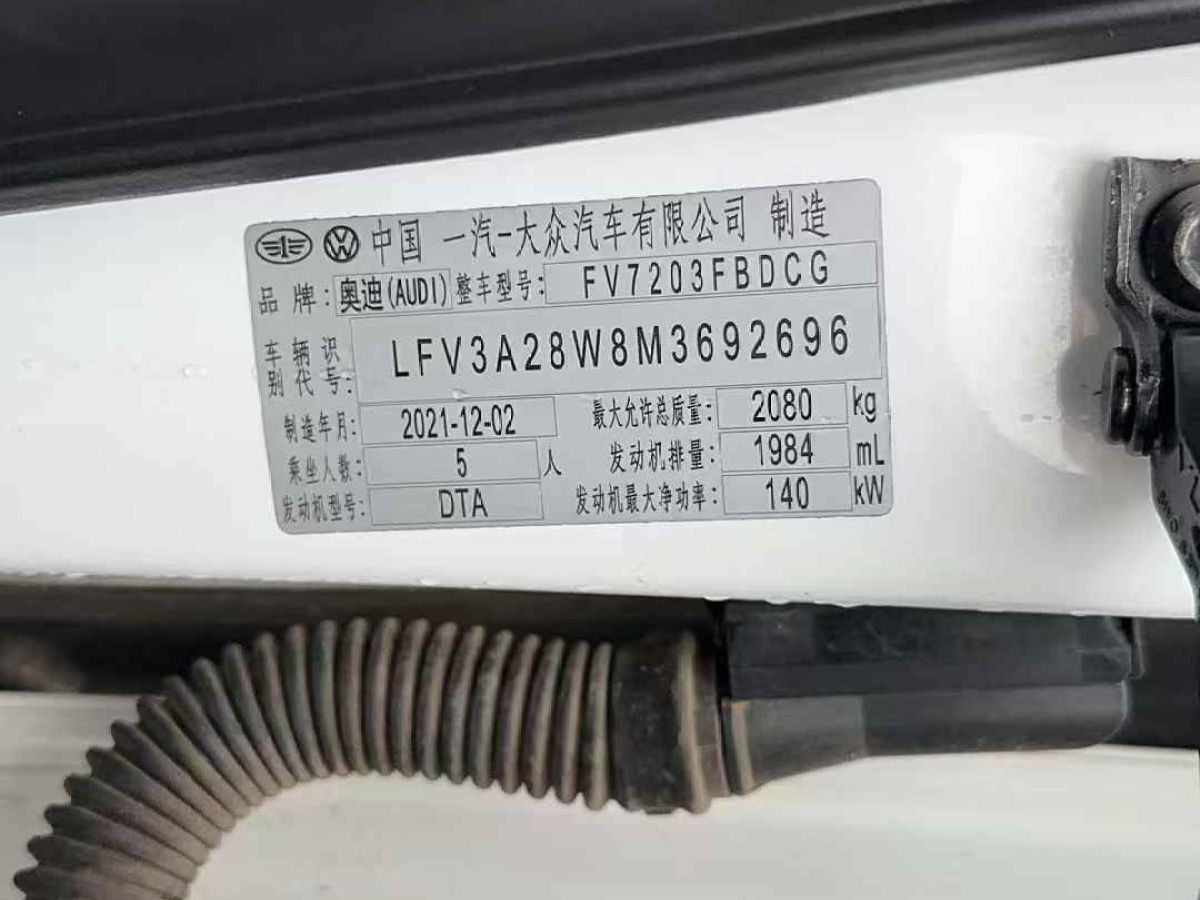 中国 一汽-大众汽车有限公司 制造
品牌: 奥迪(AUDI) 整车型号: FV7203FBDCG
车辆识别代号: LFV3A28W8M3692696
制造年月: 2021-12-02 最大允许总质量: 2080 kg
乘坐人数: 5 人 发动机排量: 1984 mL
发动机型号: DTA 发动机最大净功率: 140 kW